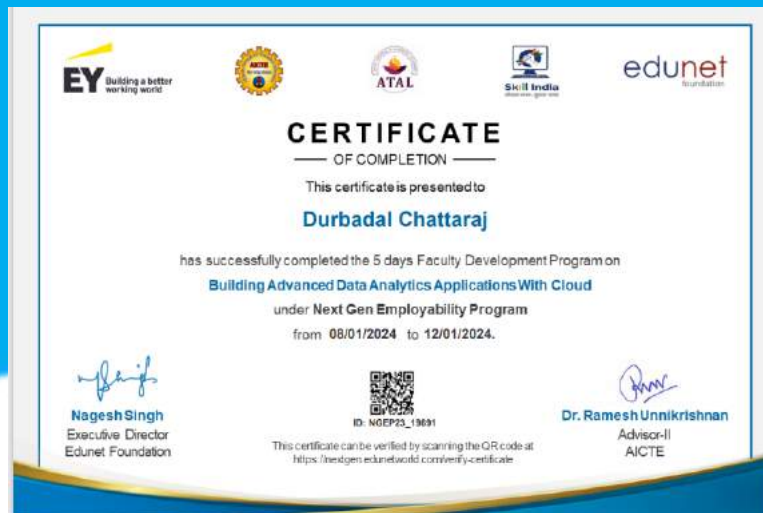 EY Building a better
working world
AICTE
ATAL
Skill India
edunet
foundation
CERTIFICATE
OF COMPLETION
This certificate is presented to
Durbadal Chattaraj
has successfully completed the 5 days Faculty Development Program on
Building Advanced Data Analytics Applications With Cloud
under Next Gen Employability Program
from 08/01/2024 to 12/01/2024.
Nagesh Singh
Executive Director
Edunet Foundation
ID: NGEP23_19891
This certificate can be verified by scanning the QR code at
https://nextgen.edunetworld.com/verify-certificate
Dr. Ramesh Unnikrishnan
Advisor-II
AICTE